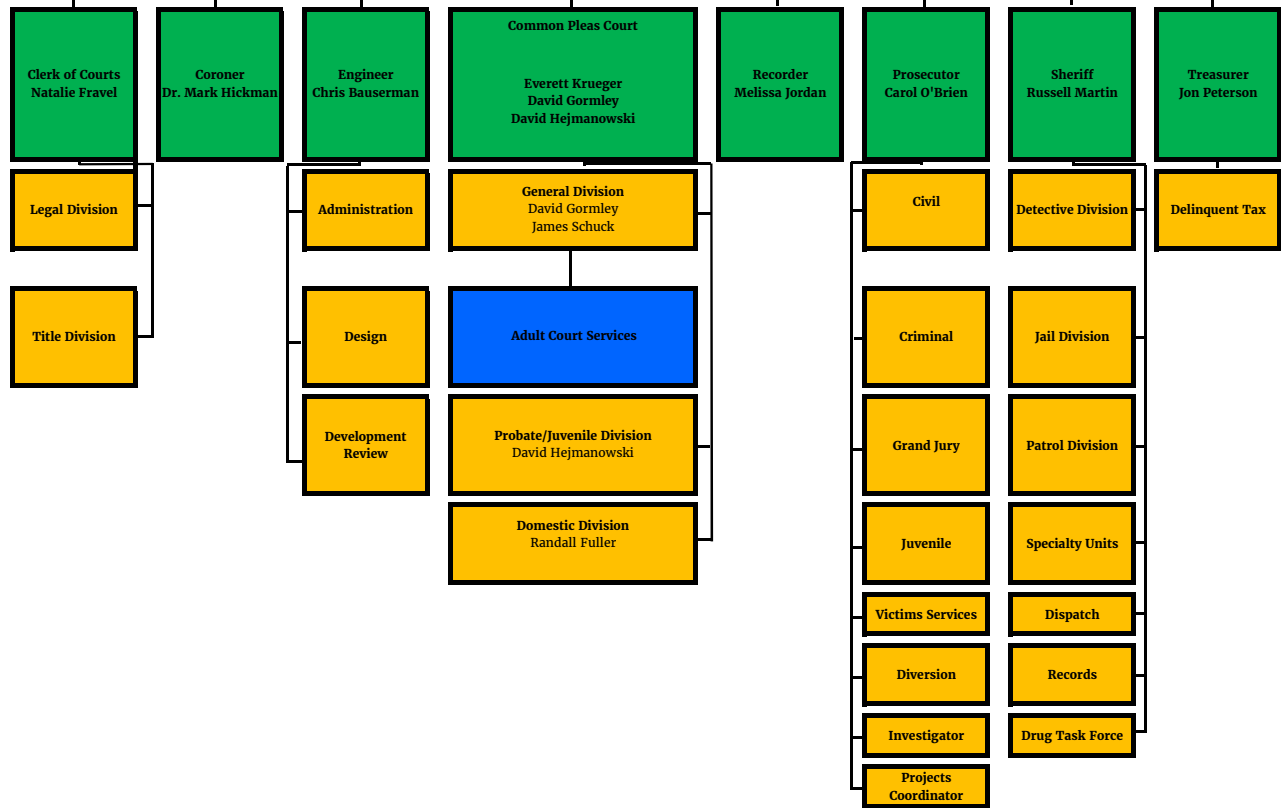 Clerk of Courts
Natalie Fravel
Coroner
Dr. Mark Hickman
Engineer
Chris Bauserman
Common Pleas Court
Everett Krueger
David Gormley
David Hejmanowski
Recorder
Melissa Jordan
Prosecutor
Carol O'Brien
Sheriff
Russell Martin
Treasurer
Jon Peterson
Legal Division
Title Division
Administration
Design
Development
Review
General Division
David Gormley
James Schuck
Adult Court Services
Probate/Juvenile Division
David Hejmanowski
Domestic Division
Randall Fuller
Civil
Criminal
Grand Jury
Juvenile
Victims Services
Diversion
Investigator
Projects
Coordinator
Detective Division
Jail Division
Patrol Division
Specialty Units
Dispatch
Records
Drug Task Force
Delinquent Tax